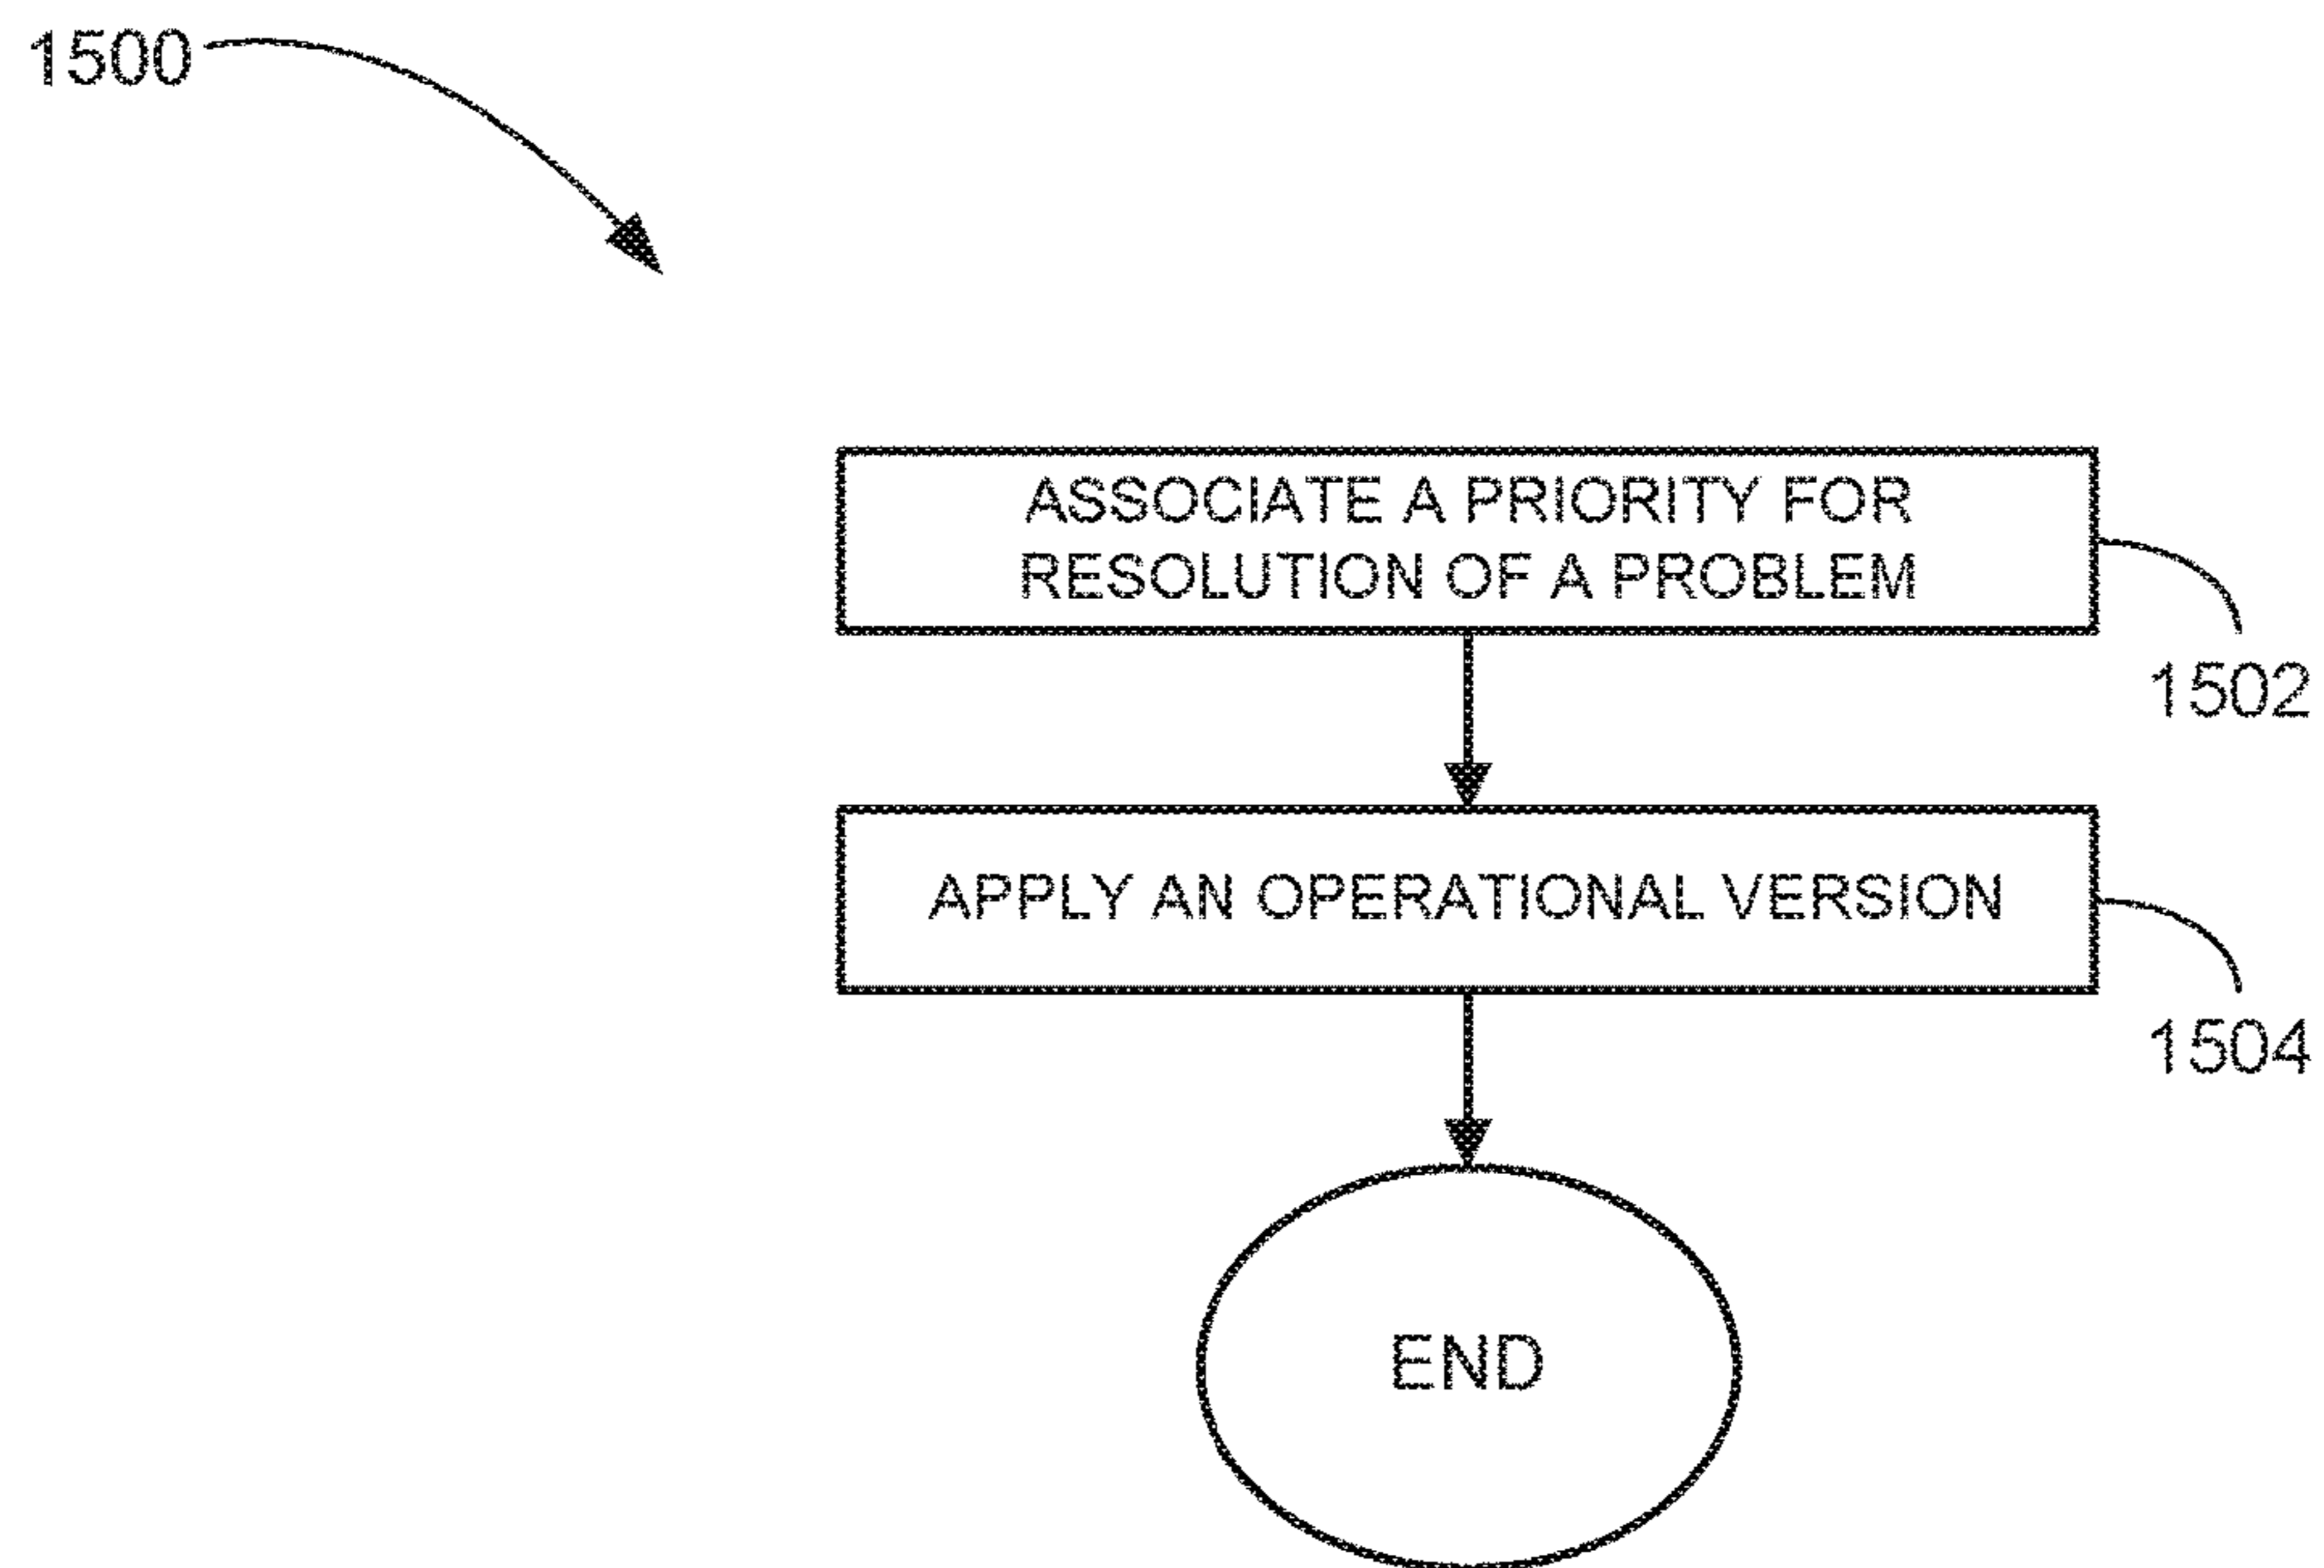 1500
ASSOCIATE A PRIORITY FOR
RESOLUTION OF A PROBLEM
1502
APPLY AN OPERATIONAL VERSION
1504
END